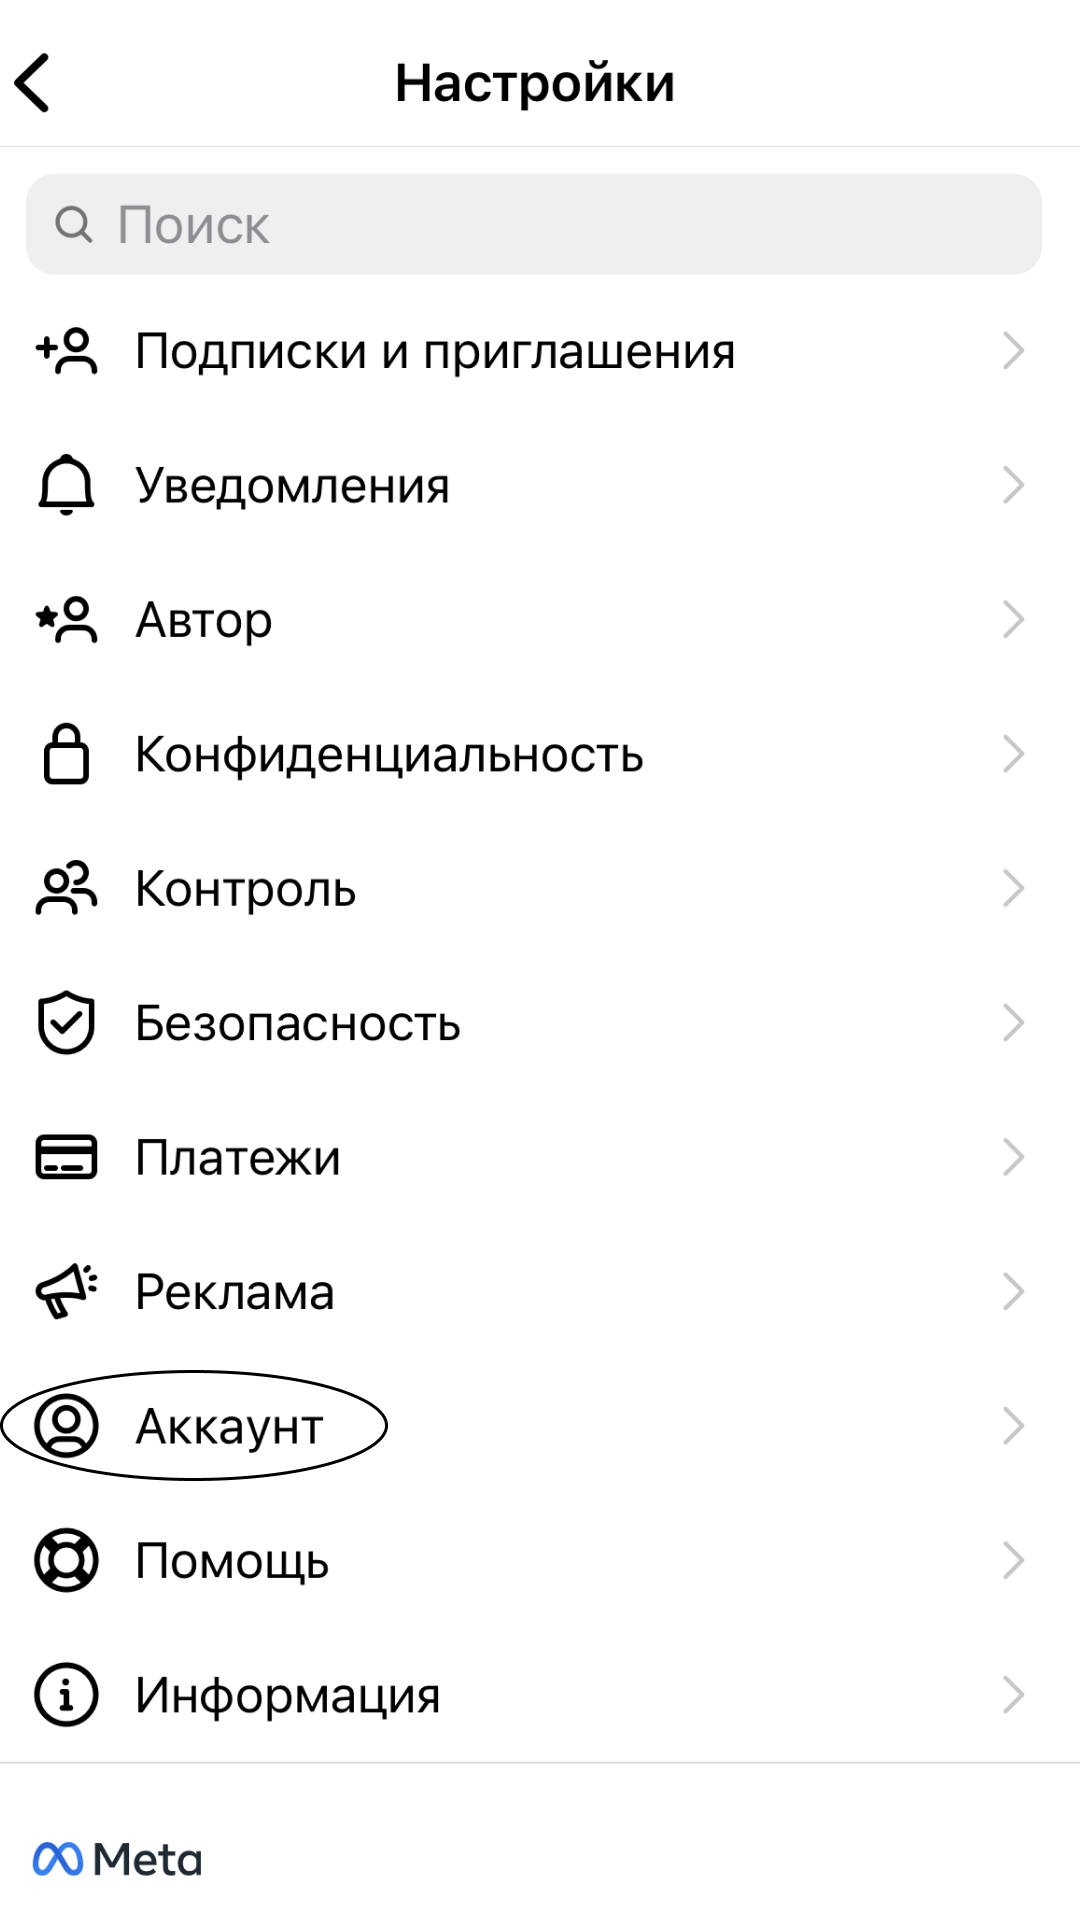 Настройки
Поиск
Подписки и приглашения
Уведомления
Автор
Конфиденциальность
Контроль
Безопасность
Платежи
Реклама
Аккаунт
Помощь
Информация
Meta